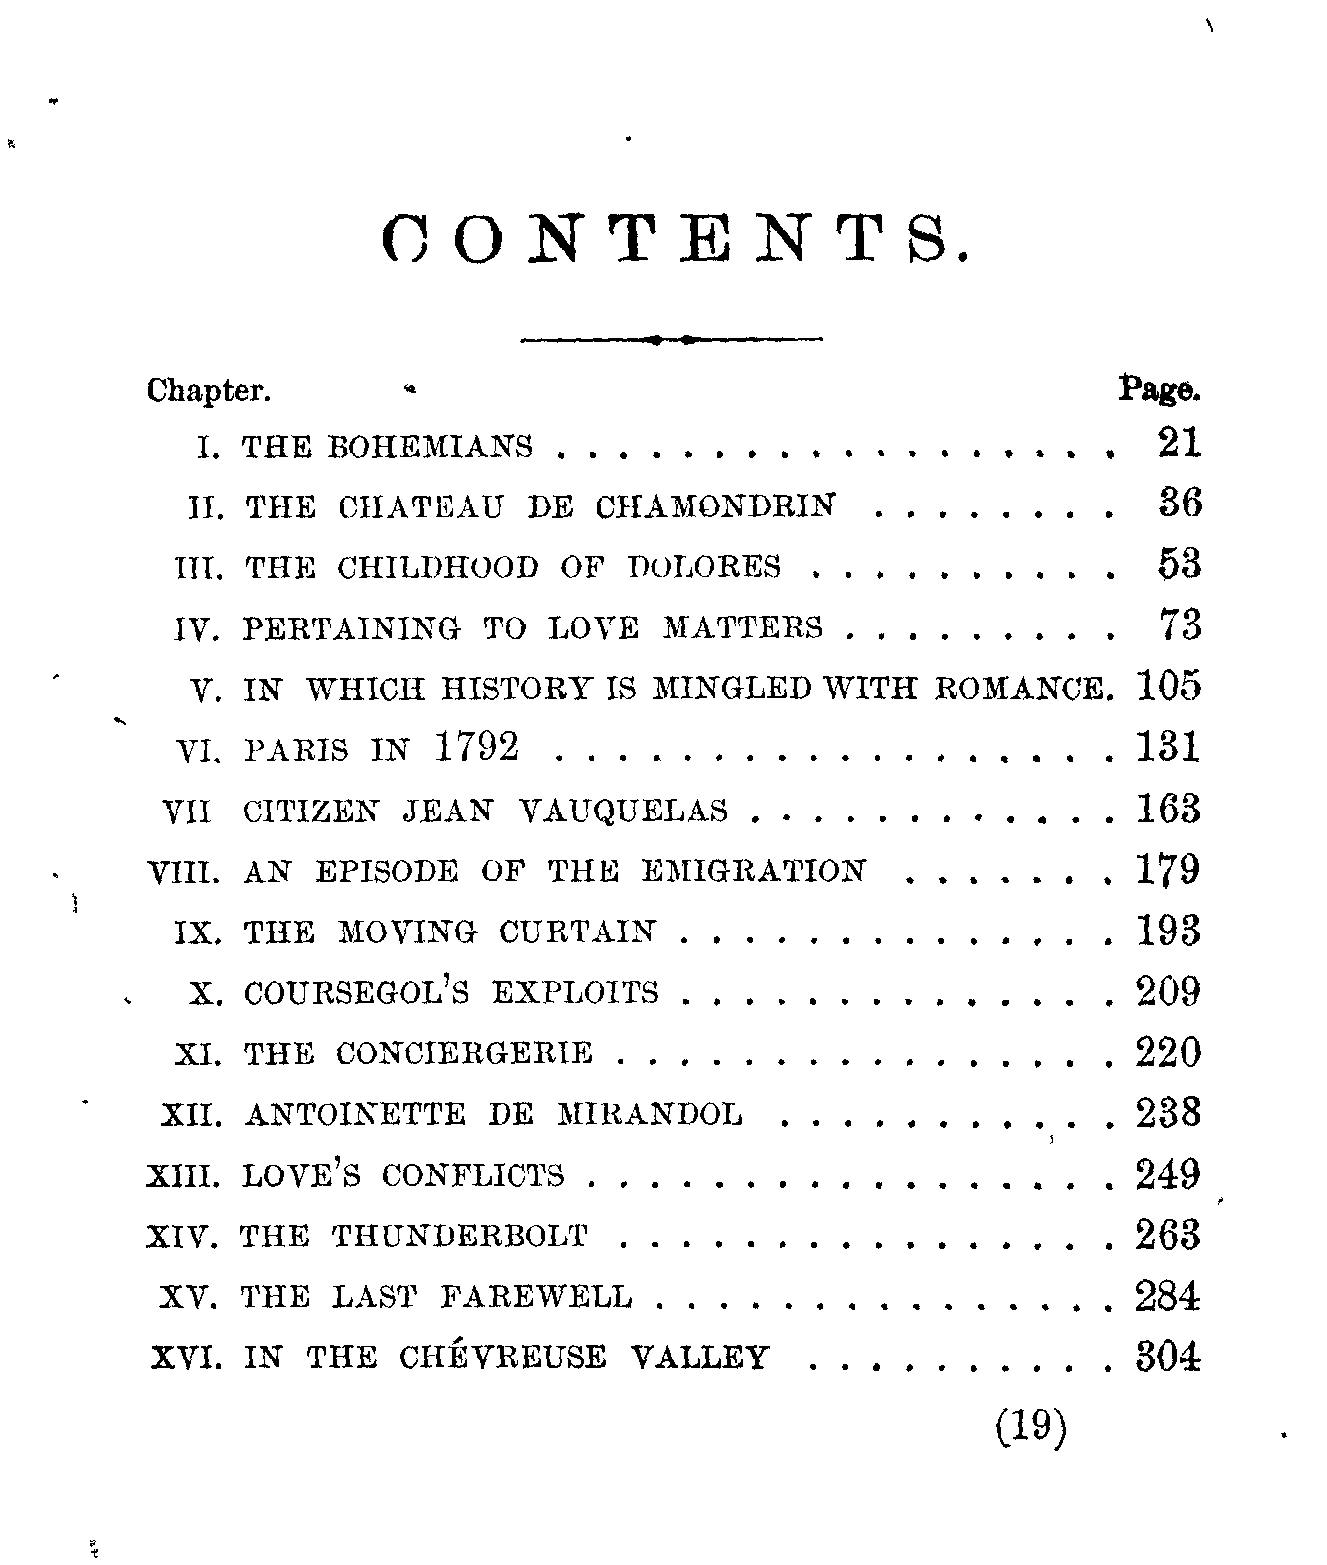 CONTENTS.
Chapter. Page.
I. THE BOHEMIANS . . . . . . . . . . . . . . . . . . 21
II. THE CHATEAU DE CHAMONDRIN . . . . . . . . 36
III. THE CHILDHOOD OF DOLORES . . . . . . . . . . 53
IV. PERTAINING TO LOVE MATTERS . . . . . . . . . 73
V. IN WHICH HISTORY IS MINGLED WITH ROMANCE. 105
VI. PARIS IN 1792 . . . . . . . . . . . . . . . . . . 131
VII CITIZEN JEAN VAUQUELAS . . . . . . . . . . . . 163
VIII. AN EPISODE OF THE EMIGRATION . . . . . . . 179
IX. THE MOVING CURTAIN . . . . . . . . . . . . . . 193
X. COURSEGOL'S EXPLOITS . . . . . . . . . . . . . . 209
XI. THE CONCIERGERIE . . . . . . . . . . . . . . . . 220
XII. ANTOINETTE DE MIRANDOL . . . . . . . . . . . 238
XIII. LOVE'S CONFLICTS . . . . . . . . . . . . . . . . . 249
XIV. THE THUNDERBOLT . . . . . . . . . . . . . . . . 263
XV. THE LAST FAREWELL . . . . . . . . . . . . . . . 284
XVI. IN THE CHÉVREUSE VALLEY . . . . . . . . . . 304
(19)